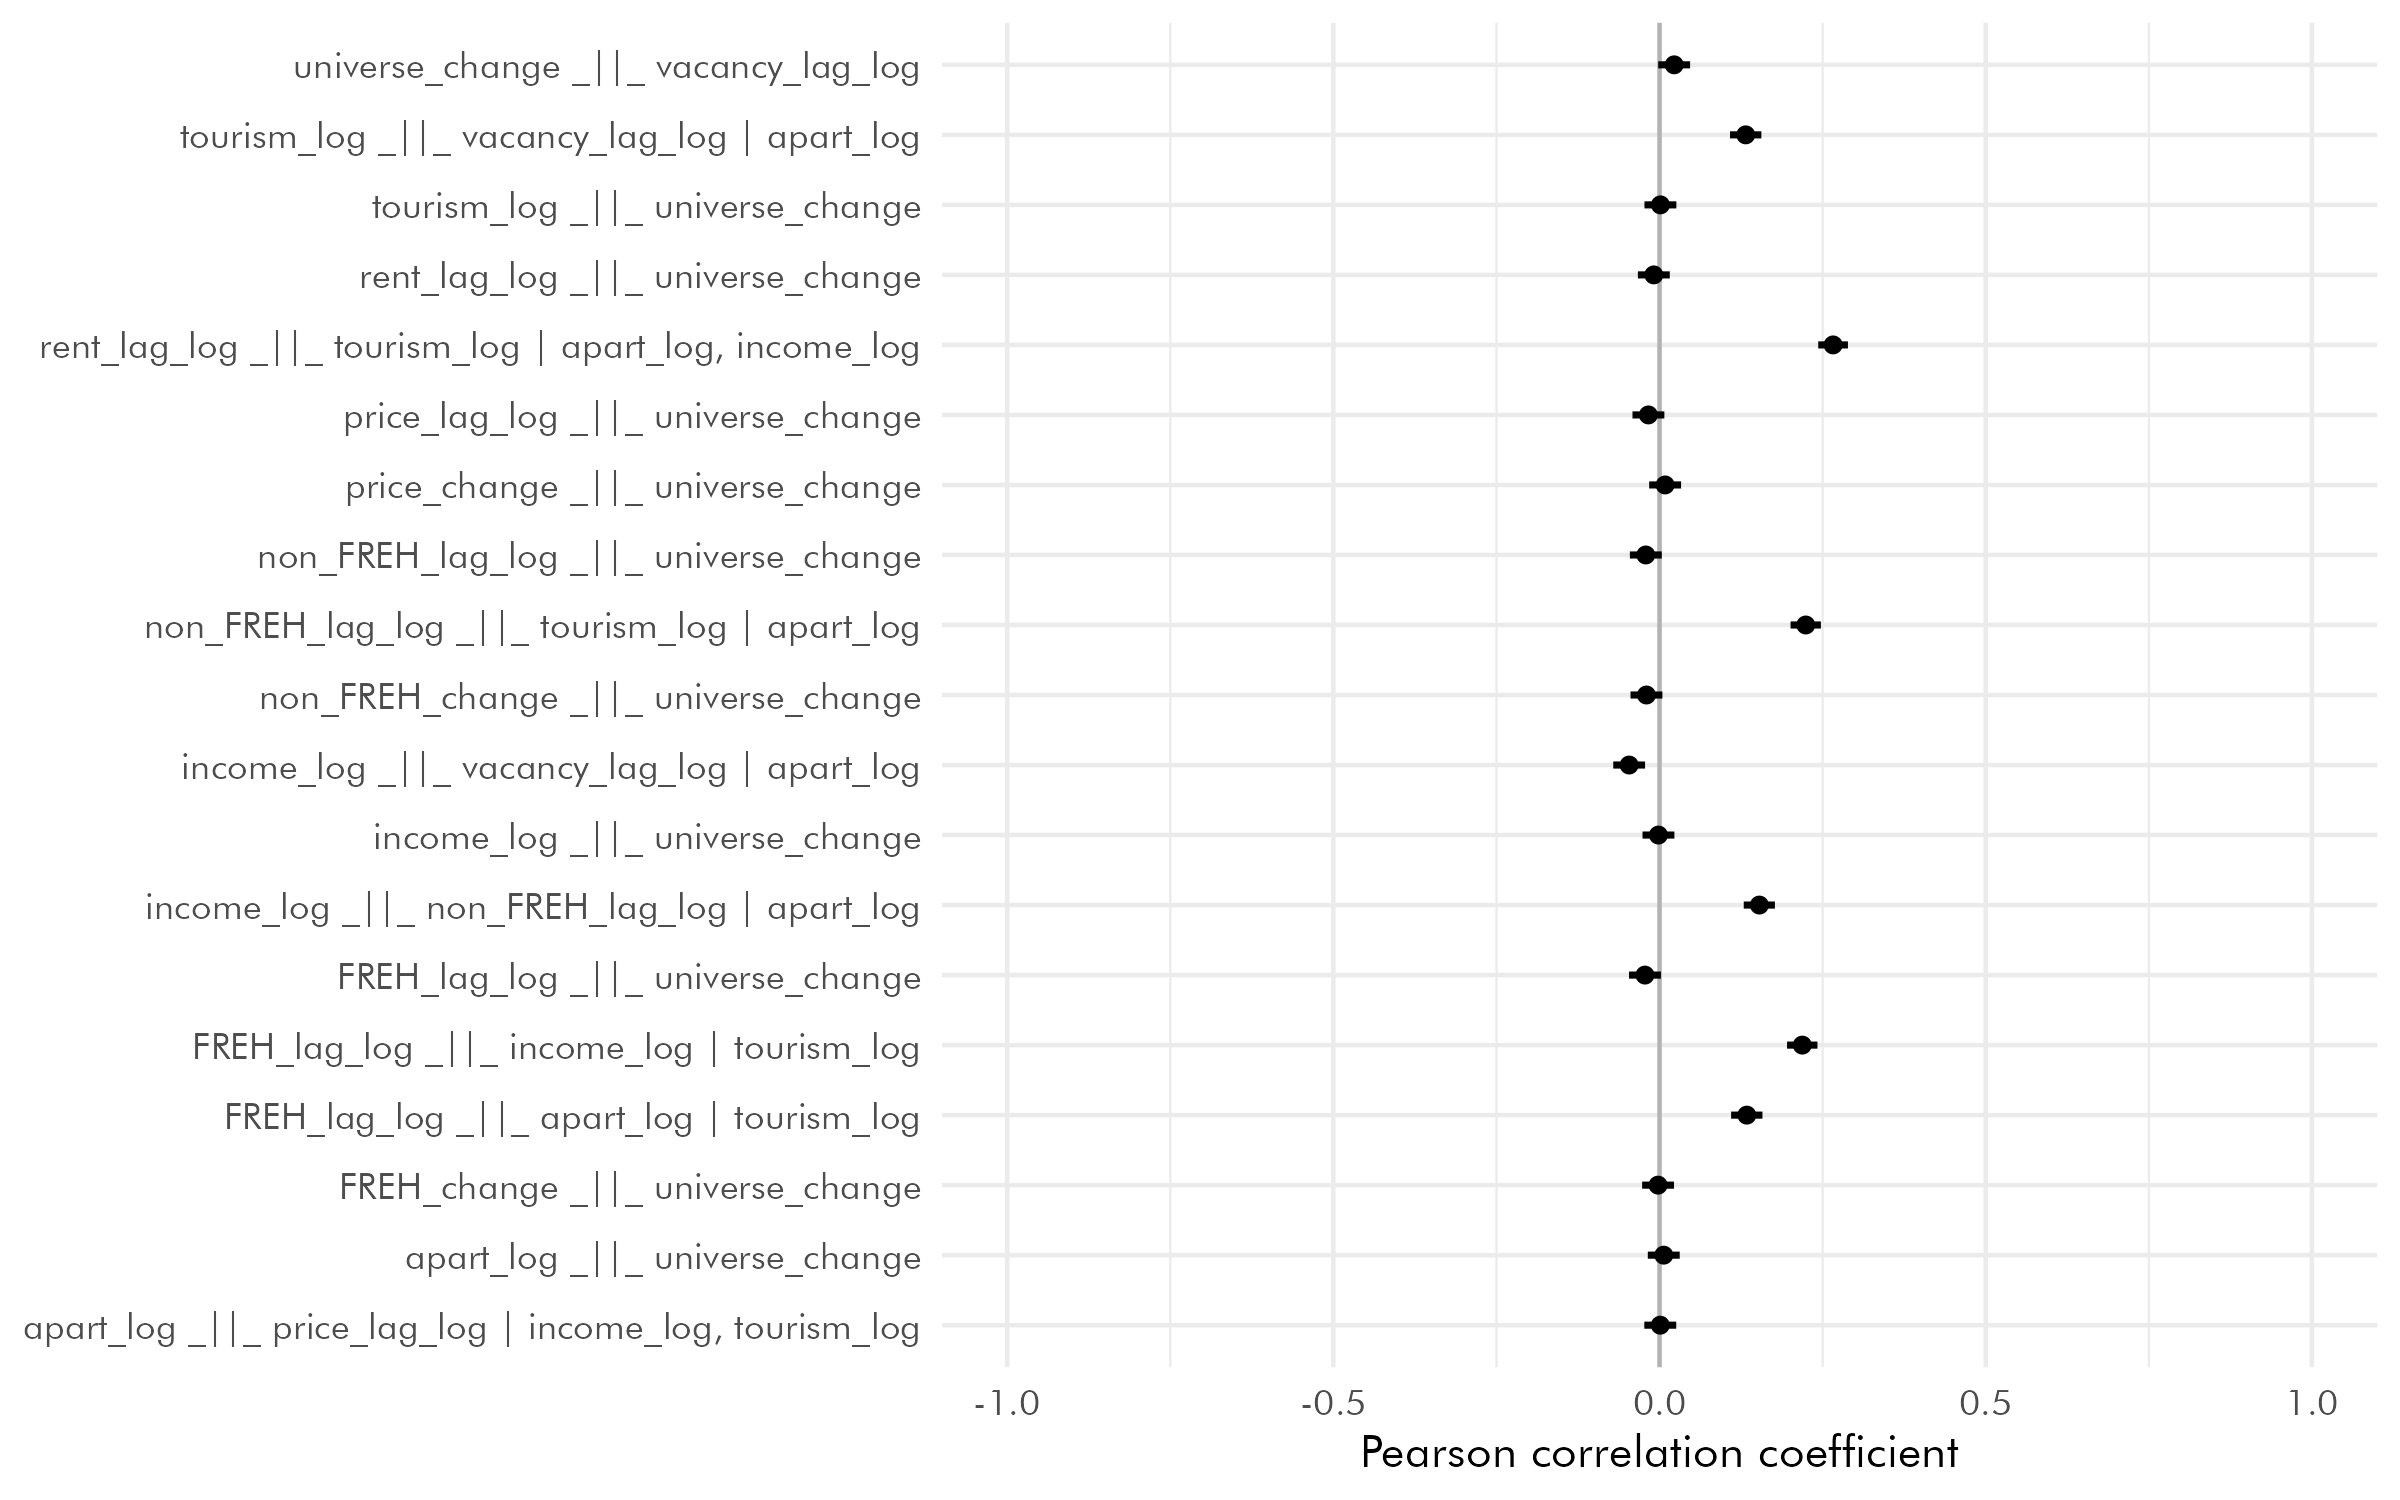 universe_change _||_ vacancy_lag_log
tourism_log _||_ vacancy_lag_log | apart_log
tourism_log _||_ universe_change
rent_lag_log _||_ universe_change
rent_lag_log _||_ tourism_log | apart_log, income_log
price_lag_log _||_ universe_change
price_change _||_ universe_change
non_FREH_lag_log _||_ universe_change
non_FREH_lag_log _||_ tourism_log | apart_log
non_FREH_change _||_ universe_change
income_log _||_ vacancy_lag_log | apart_log
income_log _||_ universe_change
income_log _||_ non_FREH_lag_log | apart_log
FREH_lag_log _||_ universe_change
FREH_lag_log _||_ income_log | tourism_log
FREH_lag_log _||_ apart_log | tourism_log
FREH_change _||_ universe_change
apart_log _||_ universe_change
apart_log _||_ price_lag_log | income_log, tourism_log
-1.0 -0.5 0.0 0.5 1.0
Pearson correlation coefficient